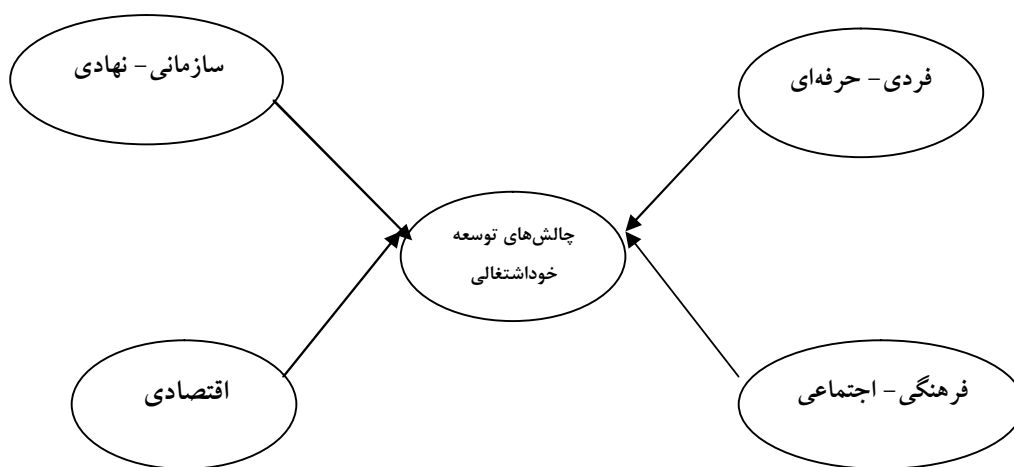 فردی- حرفه‌ای
سازمانی- نهادی
چالش‌های توسعه
خوداشتغالی
فرهنگی- اجتماعی
اقتصادی